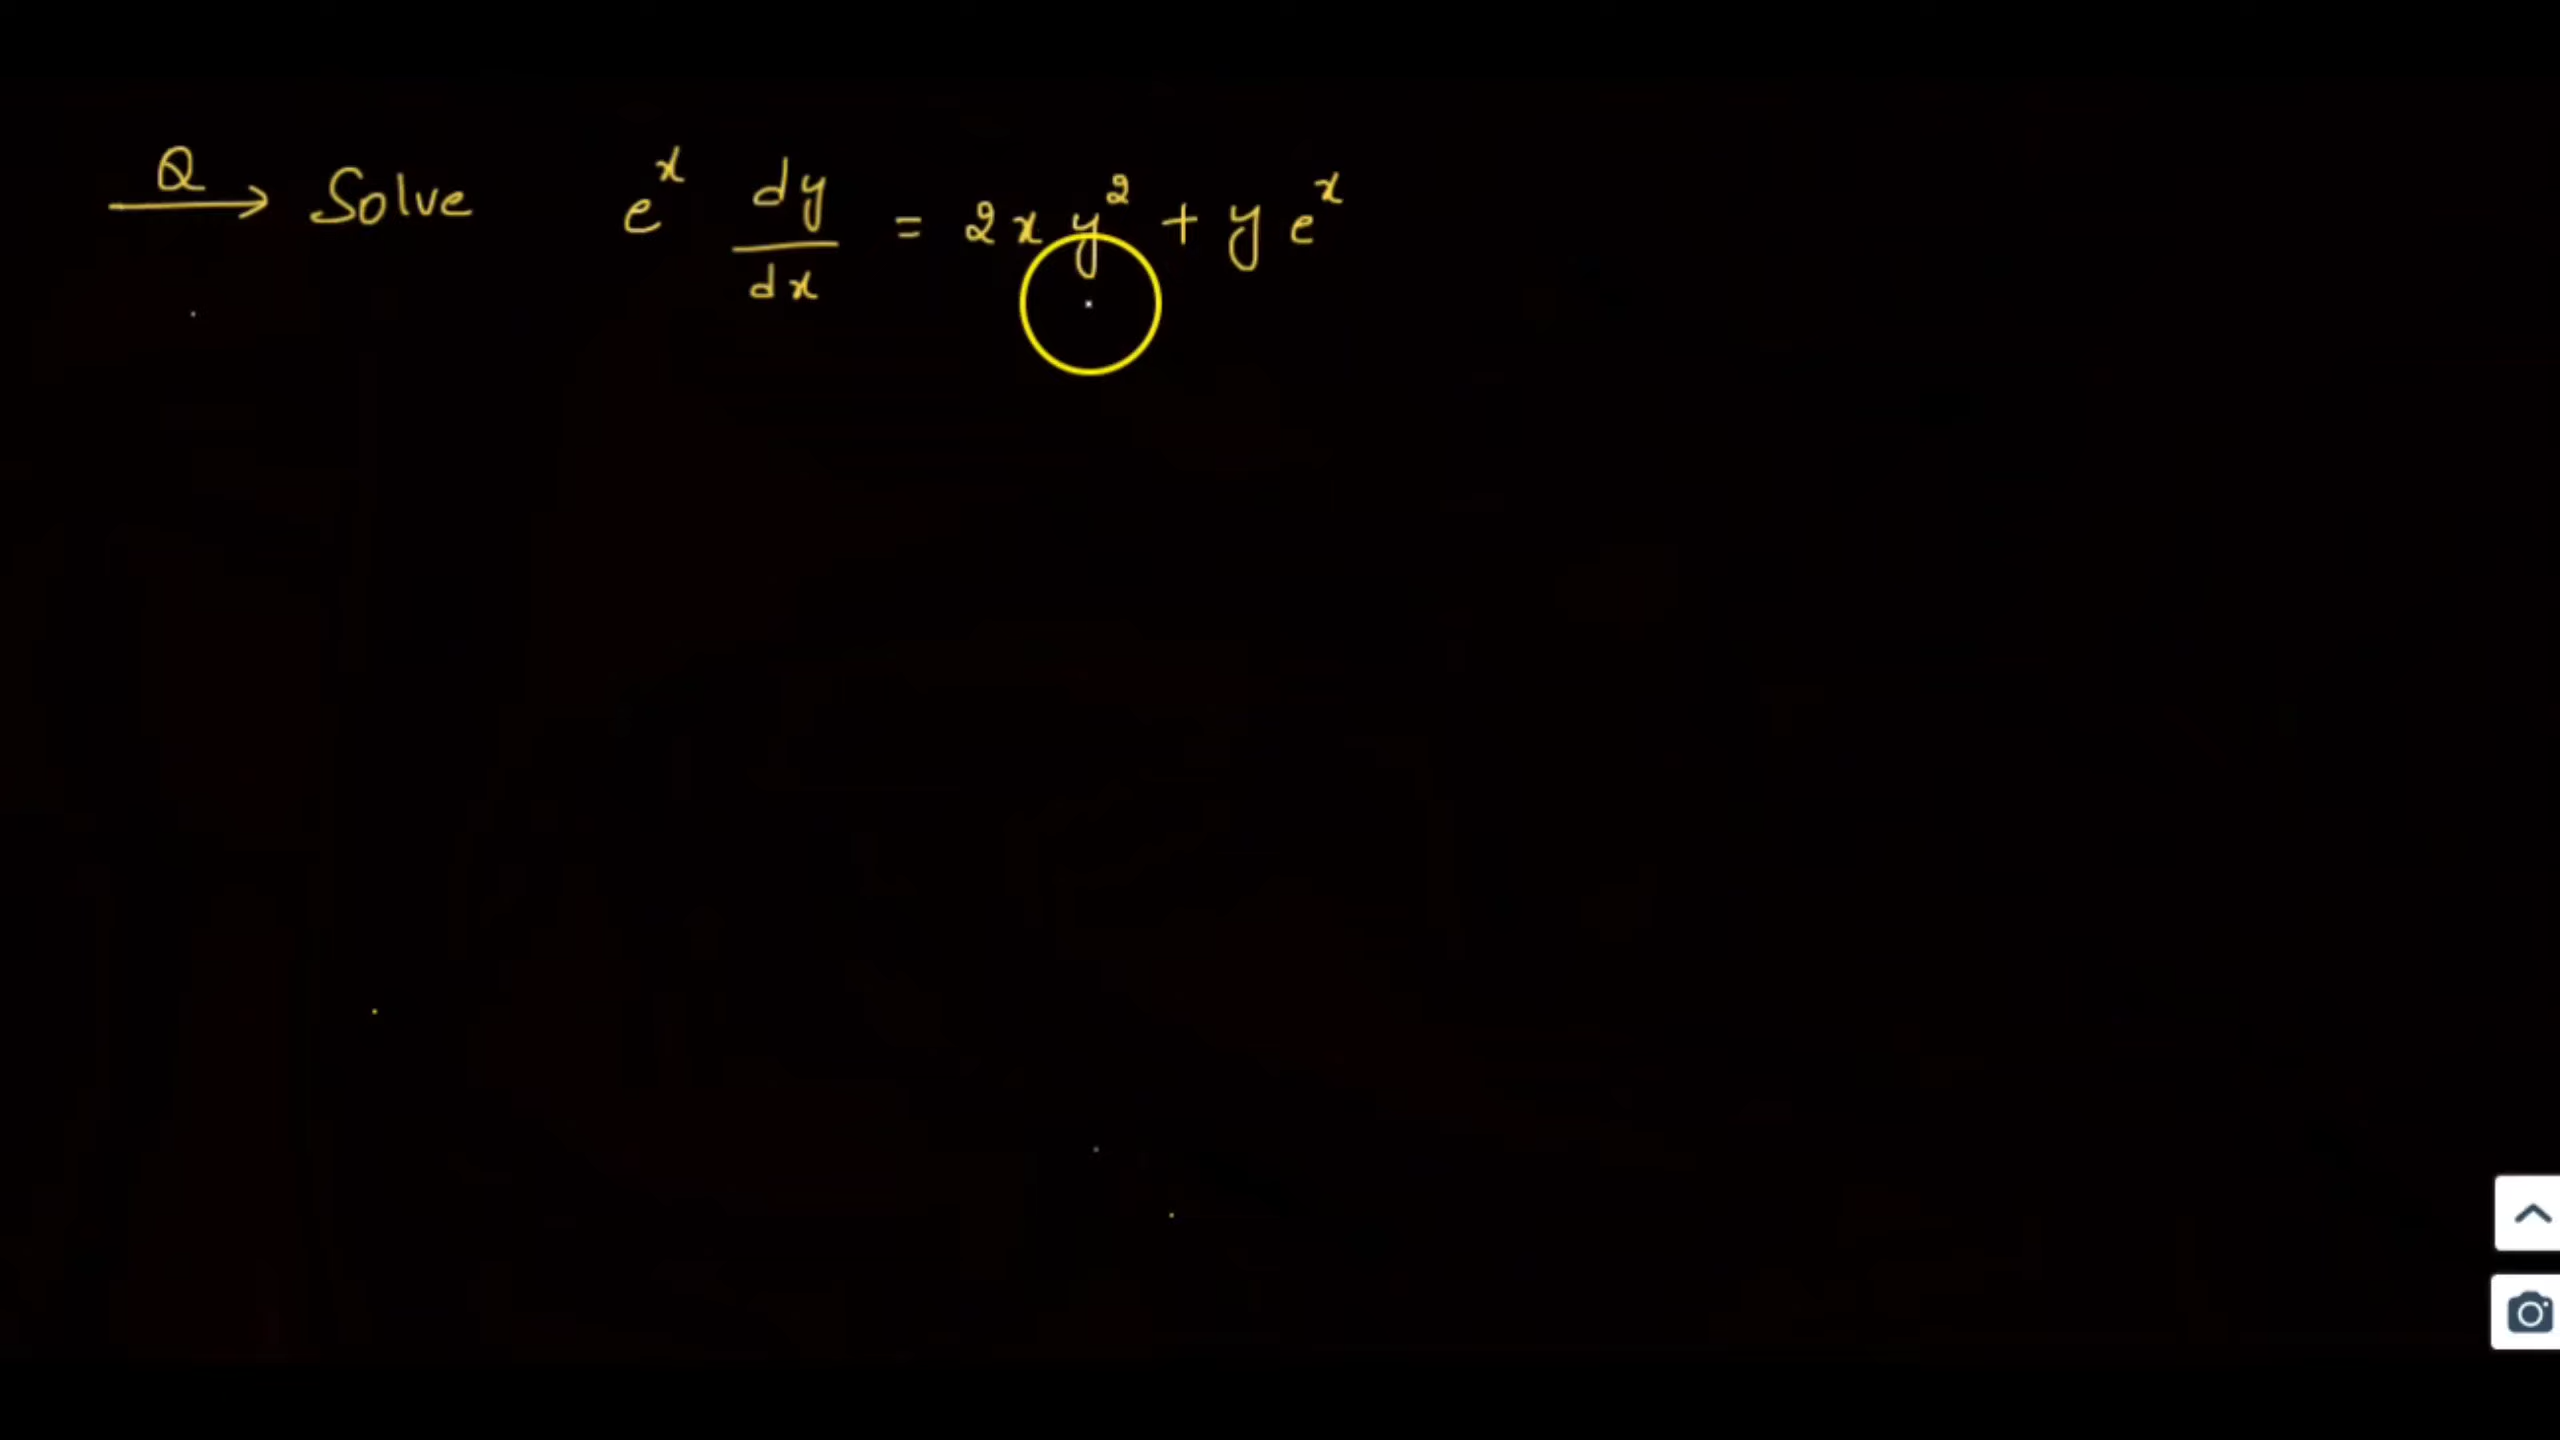 Q → Solve e^x dy/dx = 2xy^2 + ye^x